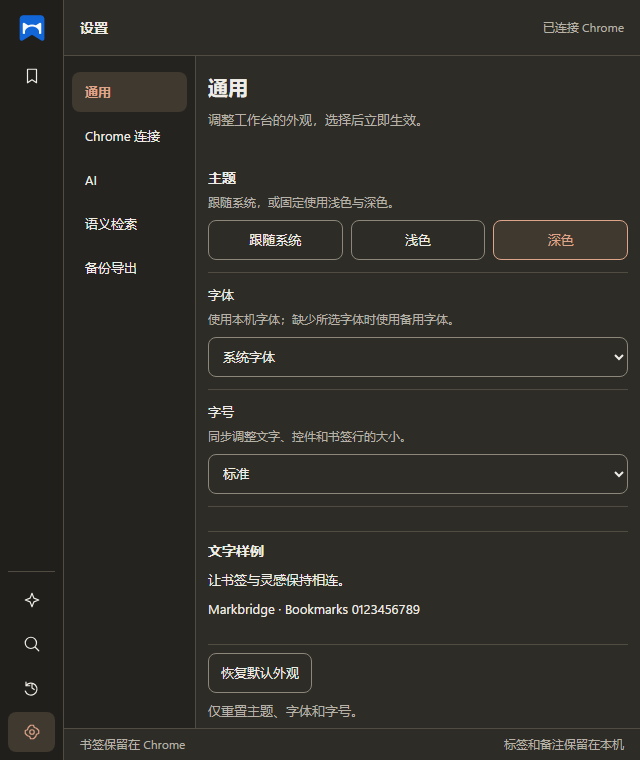 设置
已连接 Chrome
通用
Chrome 连接
AI
语义检索
备份导出
通用
调整工作台的外观，选择后立即生效。
主题
跟随系统，或固定使用浅色与深色。
跟随系统
浅色
深色
字体
使用本机字体；缺少所选字体时使用备用字体。
系统字体
字号
同步调整文字、控件和书签行的大小。
标准
文字样例
让书签与灵感保持相连。
Markbridge · Bookmarks 0123456789
恢复默认外观
仅重置主题、字体和字号。
书签保留在 Chrome
标签和备注保留在本机